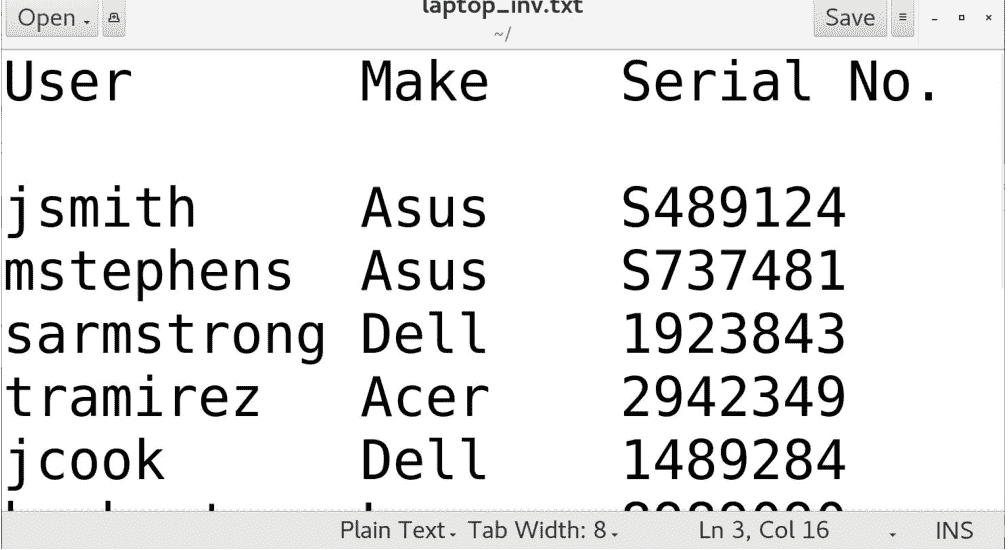 Open laptop_inv.txt Save
~/
User Make Serial No.
jsmith Asus S489124
mstephens Asus S737481
sarmstrong Dell 1923843
tramirez Acer 2942349
jcook Dell 1489284
Plain Text Tab Width: 8 Ln 3, Col 16 INS